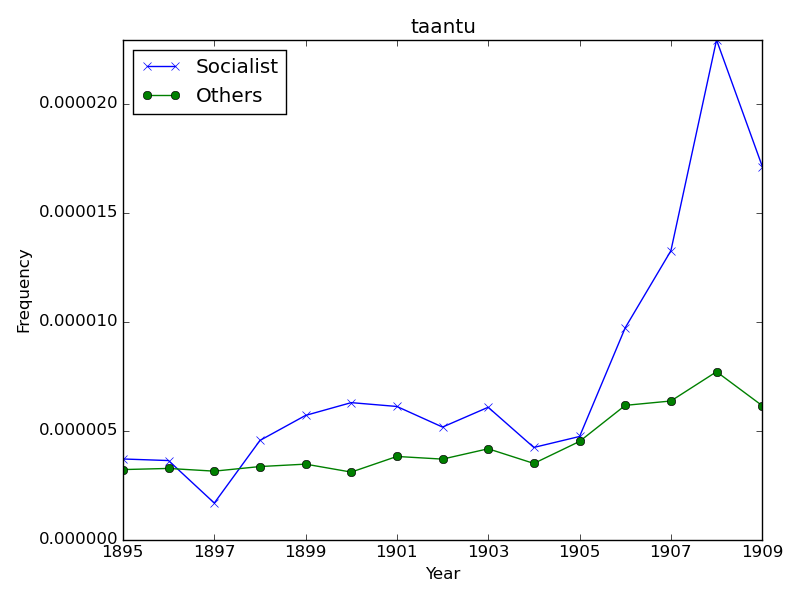 taantu
Socialist
Others
Frequency
0.000020
0.000015
0.000010
0.000005
0.000000
1895 1897 1899 1901 1903 1905 1907 1909
Year